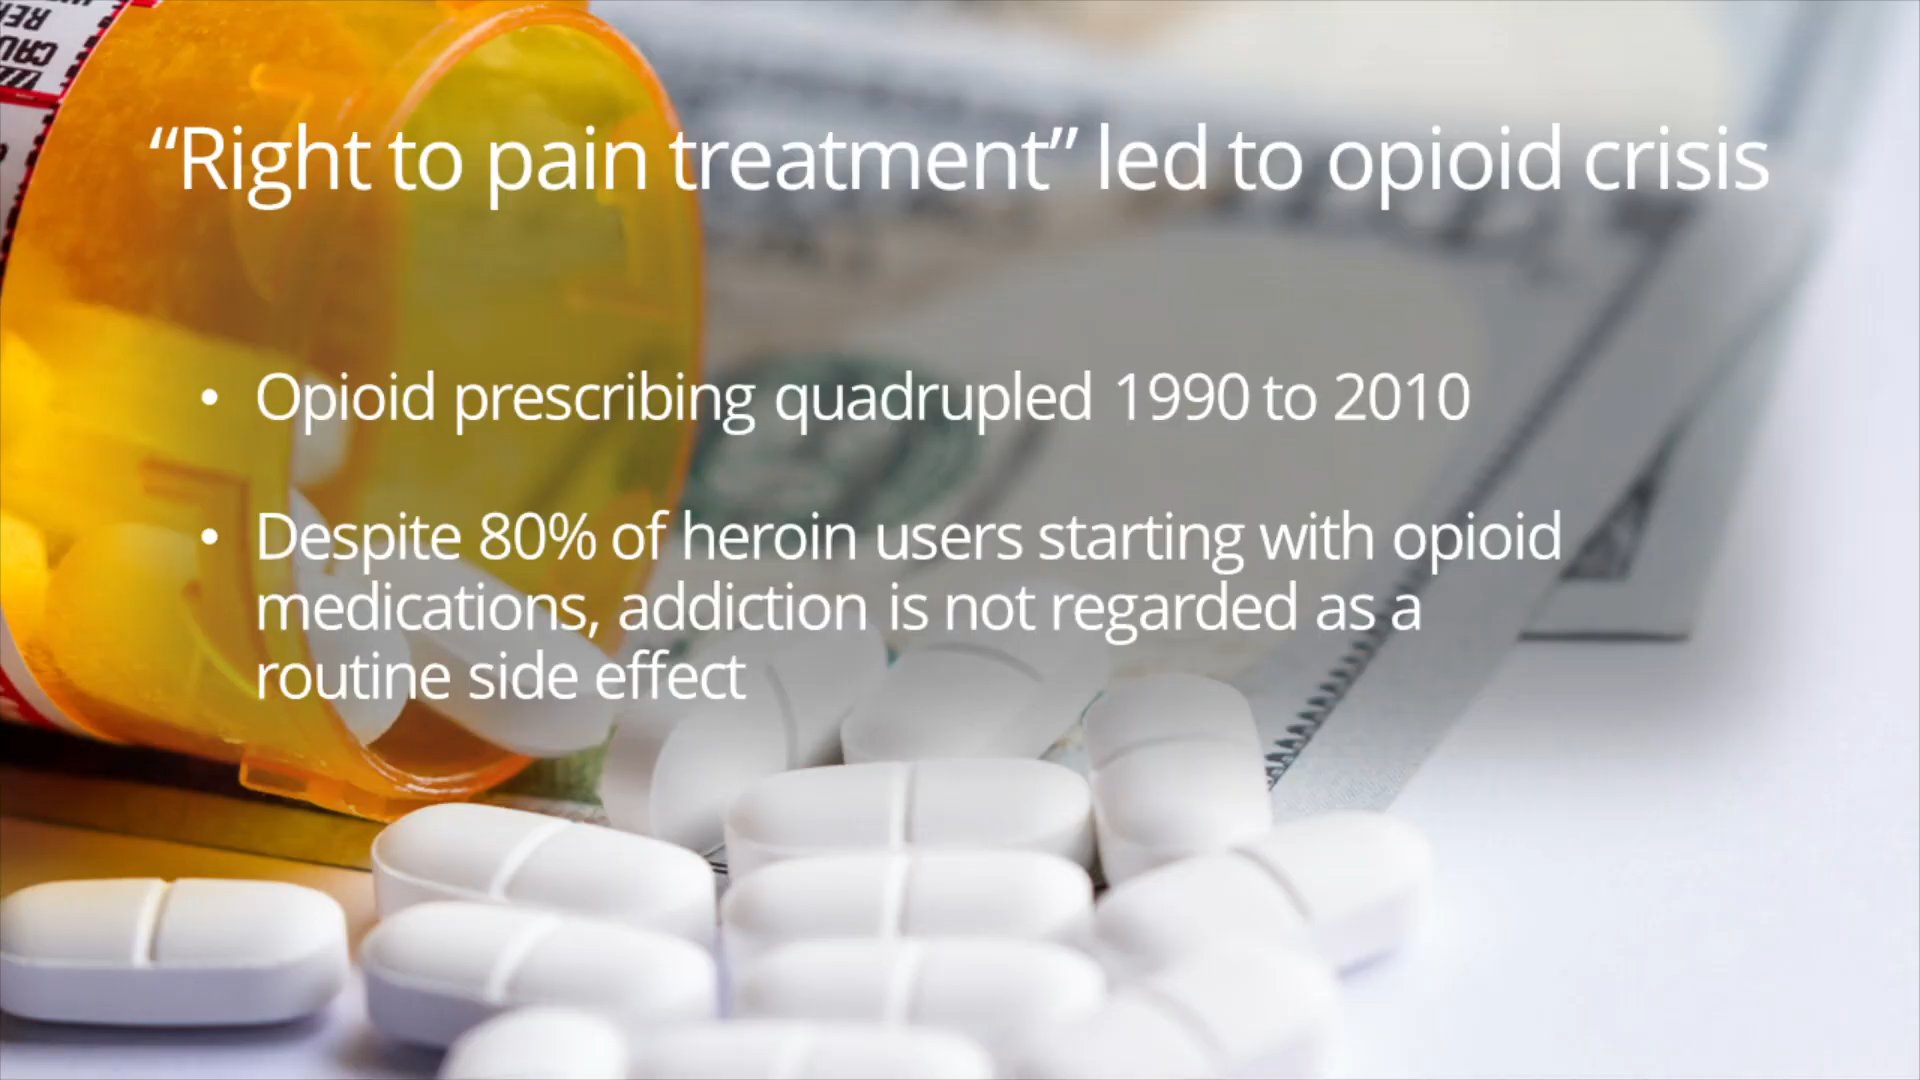 “Right to pain treatment” led to opioid crisis
• Opioid prescribing quadrupled 1990 to 2010
• Despite 80% of heroin users starting with opioid
medications, addiction is not regarded as a
routine side effect